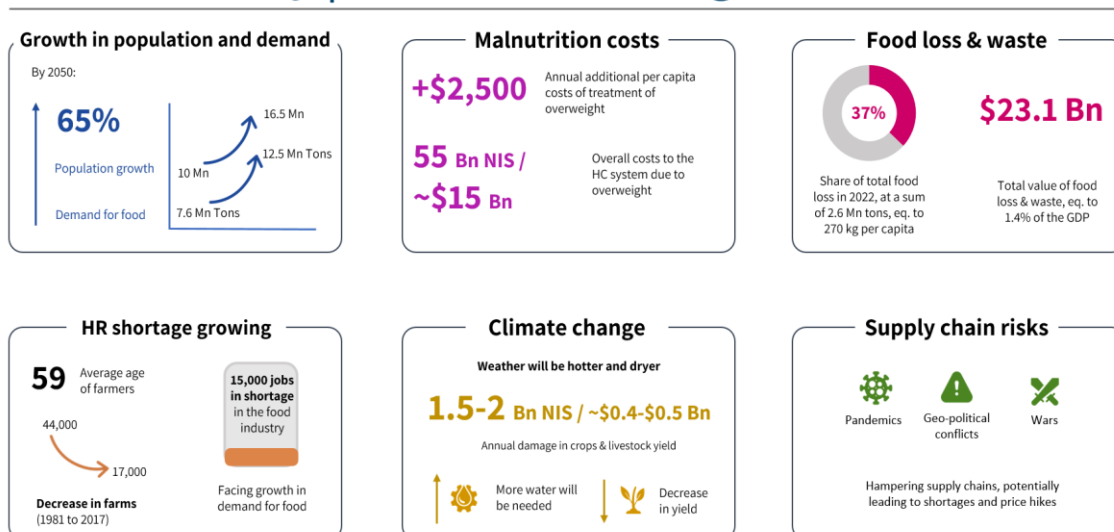 Growth in population and demand
By 2050:
65%
Population growth
Demand for food
16.5 Mn
12.5 Mn Tons
10 Mn
7.6 Mn Tons
Malnutrition costs
+$2,500
Annual additional per capita
costs of treatment of
overweight
55 Bn NIS /
~$15 Bn
Overall costs to the
HC system due to
overweight
Food loss & waste
37%
$23.1 Bn
Share of total food
loss in 2022, at a sum
of 2.6 Mn tons, eq. to
270 kg per capita
Total value of food
loss & waste, eq. to
1.4% of the GDP
HR shortage growing
59
Average age
of farmers
44,000
17,000
Decrease in farms
(1981 to 2017)
15,000 jobs
in shortage
in the food
industry
Facing growth in
demand for food
Climate change
Weather will be hotter and dryer
1.5-2 Bn NIS / ~$0.4-$0.5 Bn
Annual damage in crops & livestock yield
More water will
be needed
Decrease
in yield
Supply chain risks
Pandemics
Geo-political
conflicts
Wars
Hampering supply chains, potentially
leading to shortages and price hikes